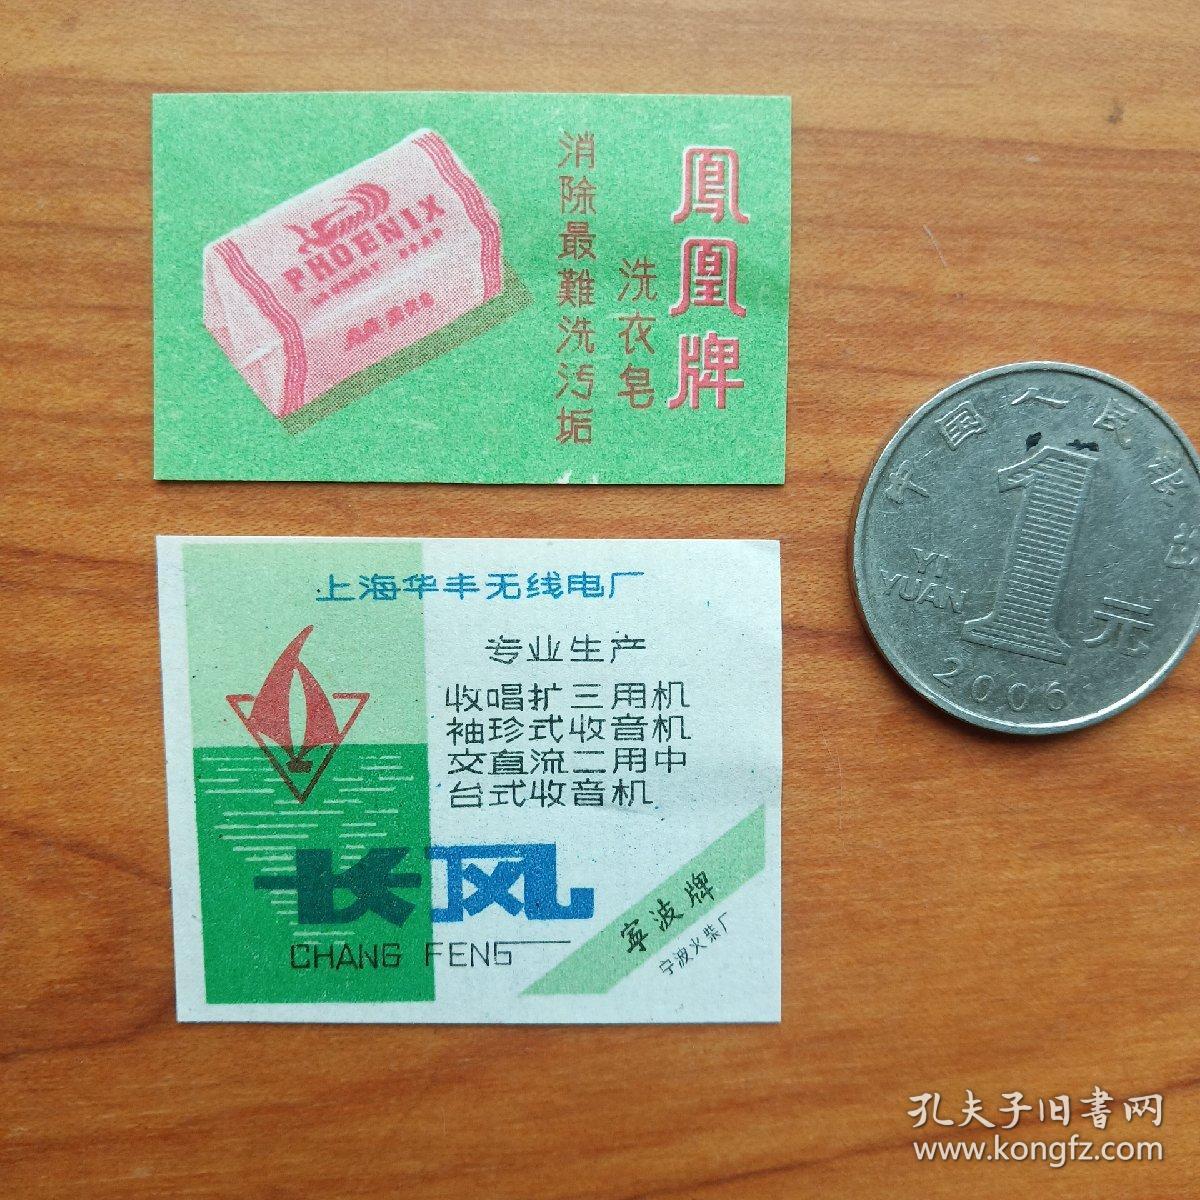 鳳凰牌
洗衣皂
消除最難洗污垢
PHOENIX
SOAP
上海华丰无线电厂
专业生产
收唱扩三用机
袖珍式收音机
交直流二用中
台式收音机
长风
CHANG FENG
宁波牌
宁波火柴厂
中国人民银行
YI
YUAN
1
元
2006
孔夫子旧書网
www.kongfz.com